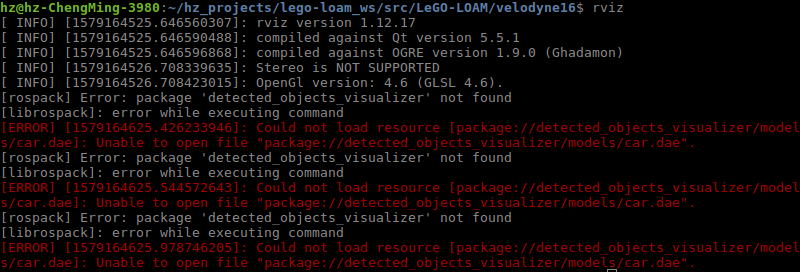 hz@hz-ChengMing-3980:~/hz_projects/lego-loam_ws/src/LeGO-LOAM/velodyne16$ rviz
[ INFO] [1579164525.646560307]: rviz version 1.12.17
[ INFO] [1579164525.646590488]: compiled against Qt version 5.5.1
[ INFO] [1579164525.646596868]: compiled against OGRE version 1.9.0 (Ghadamon)
[ INFO] [1579164526.708339635]: Stereo is NOT SUPPORTED
[ INFO] [1579164526.708423015]: OpenGl version: 4.6 (GLSL 4.6).
[rospack] Error: package 'detected_objects_visualizer' not found
[librospack]: error while executing command
[ERROR] [1579164625.426233946]: Could not load resource [package://detected_objects_visualizer/model
s/car.dae]: Unable to open file "package://detected_objects_visualizer/models/car.dae".
[rospack] Error: package 'detected_objects_visualizer' not found
[librospack]: error while executing command
[ERROR] [1579164625.544572643]: Could not load resource [package://detected_objects_visualizer/model
s/car.dae]: Unable to open file "package://detected_objects_visualizer/models/car.dae".
[rospack] Error: package 'detected_objects_visualizer' not found
[librospack]: error while executing command
[ERROR] [1579164625.978746205]: Could not load resource [package://detected_objects_visualizer/model
s/car.dae]: Unable to open file "package://detected_objects_visualizer/models/car.dae".